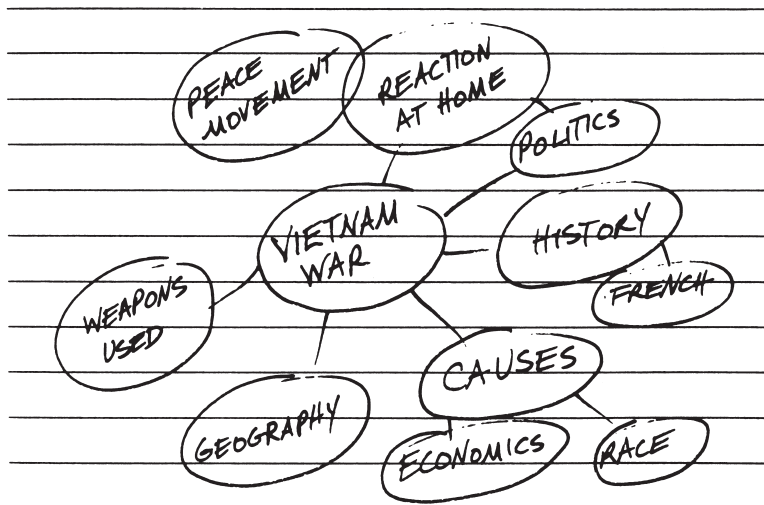 PEACE
MOVEMENT
REACTION
AT HOME
POLITICS
VIETNAM
WAR
HISTORY
FRENCH
WEAPONS
USED
CAUSES
GEOGRAPHY
ECONOMICS
RACE